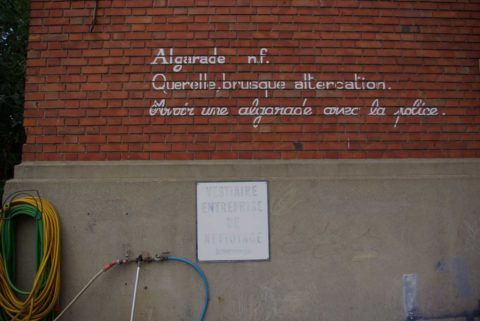 Algarade n.f.
Querelle, brusque altercation.
Avoir une algarade avec la police.
VESTIAIRE
ENTREPRISE
DE
NETTOYAGE